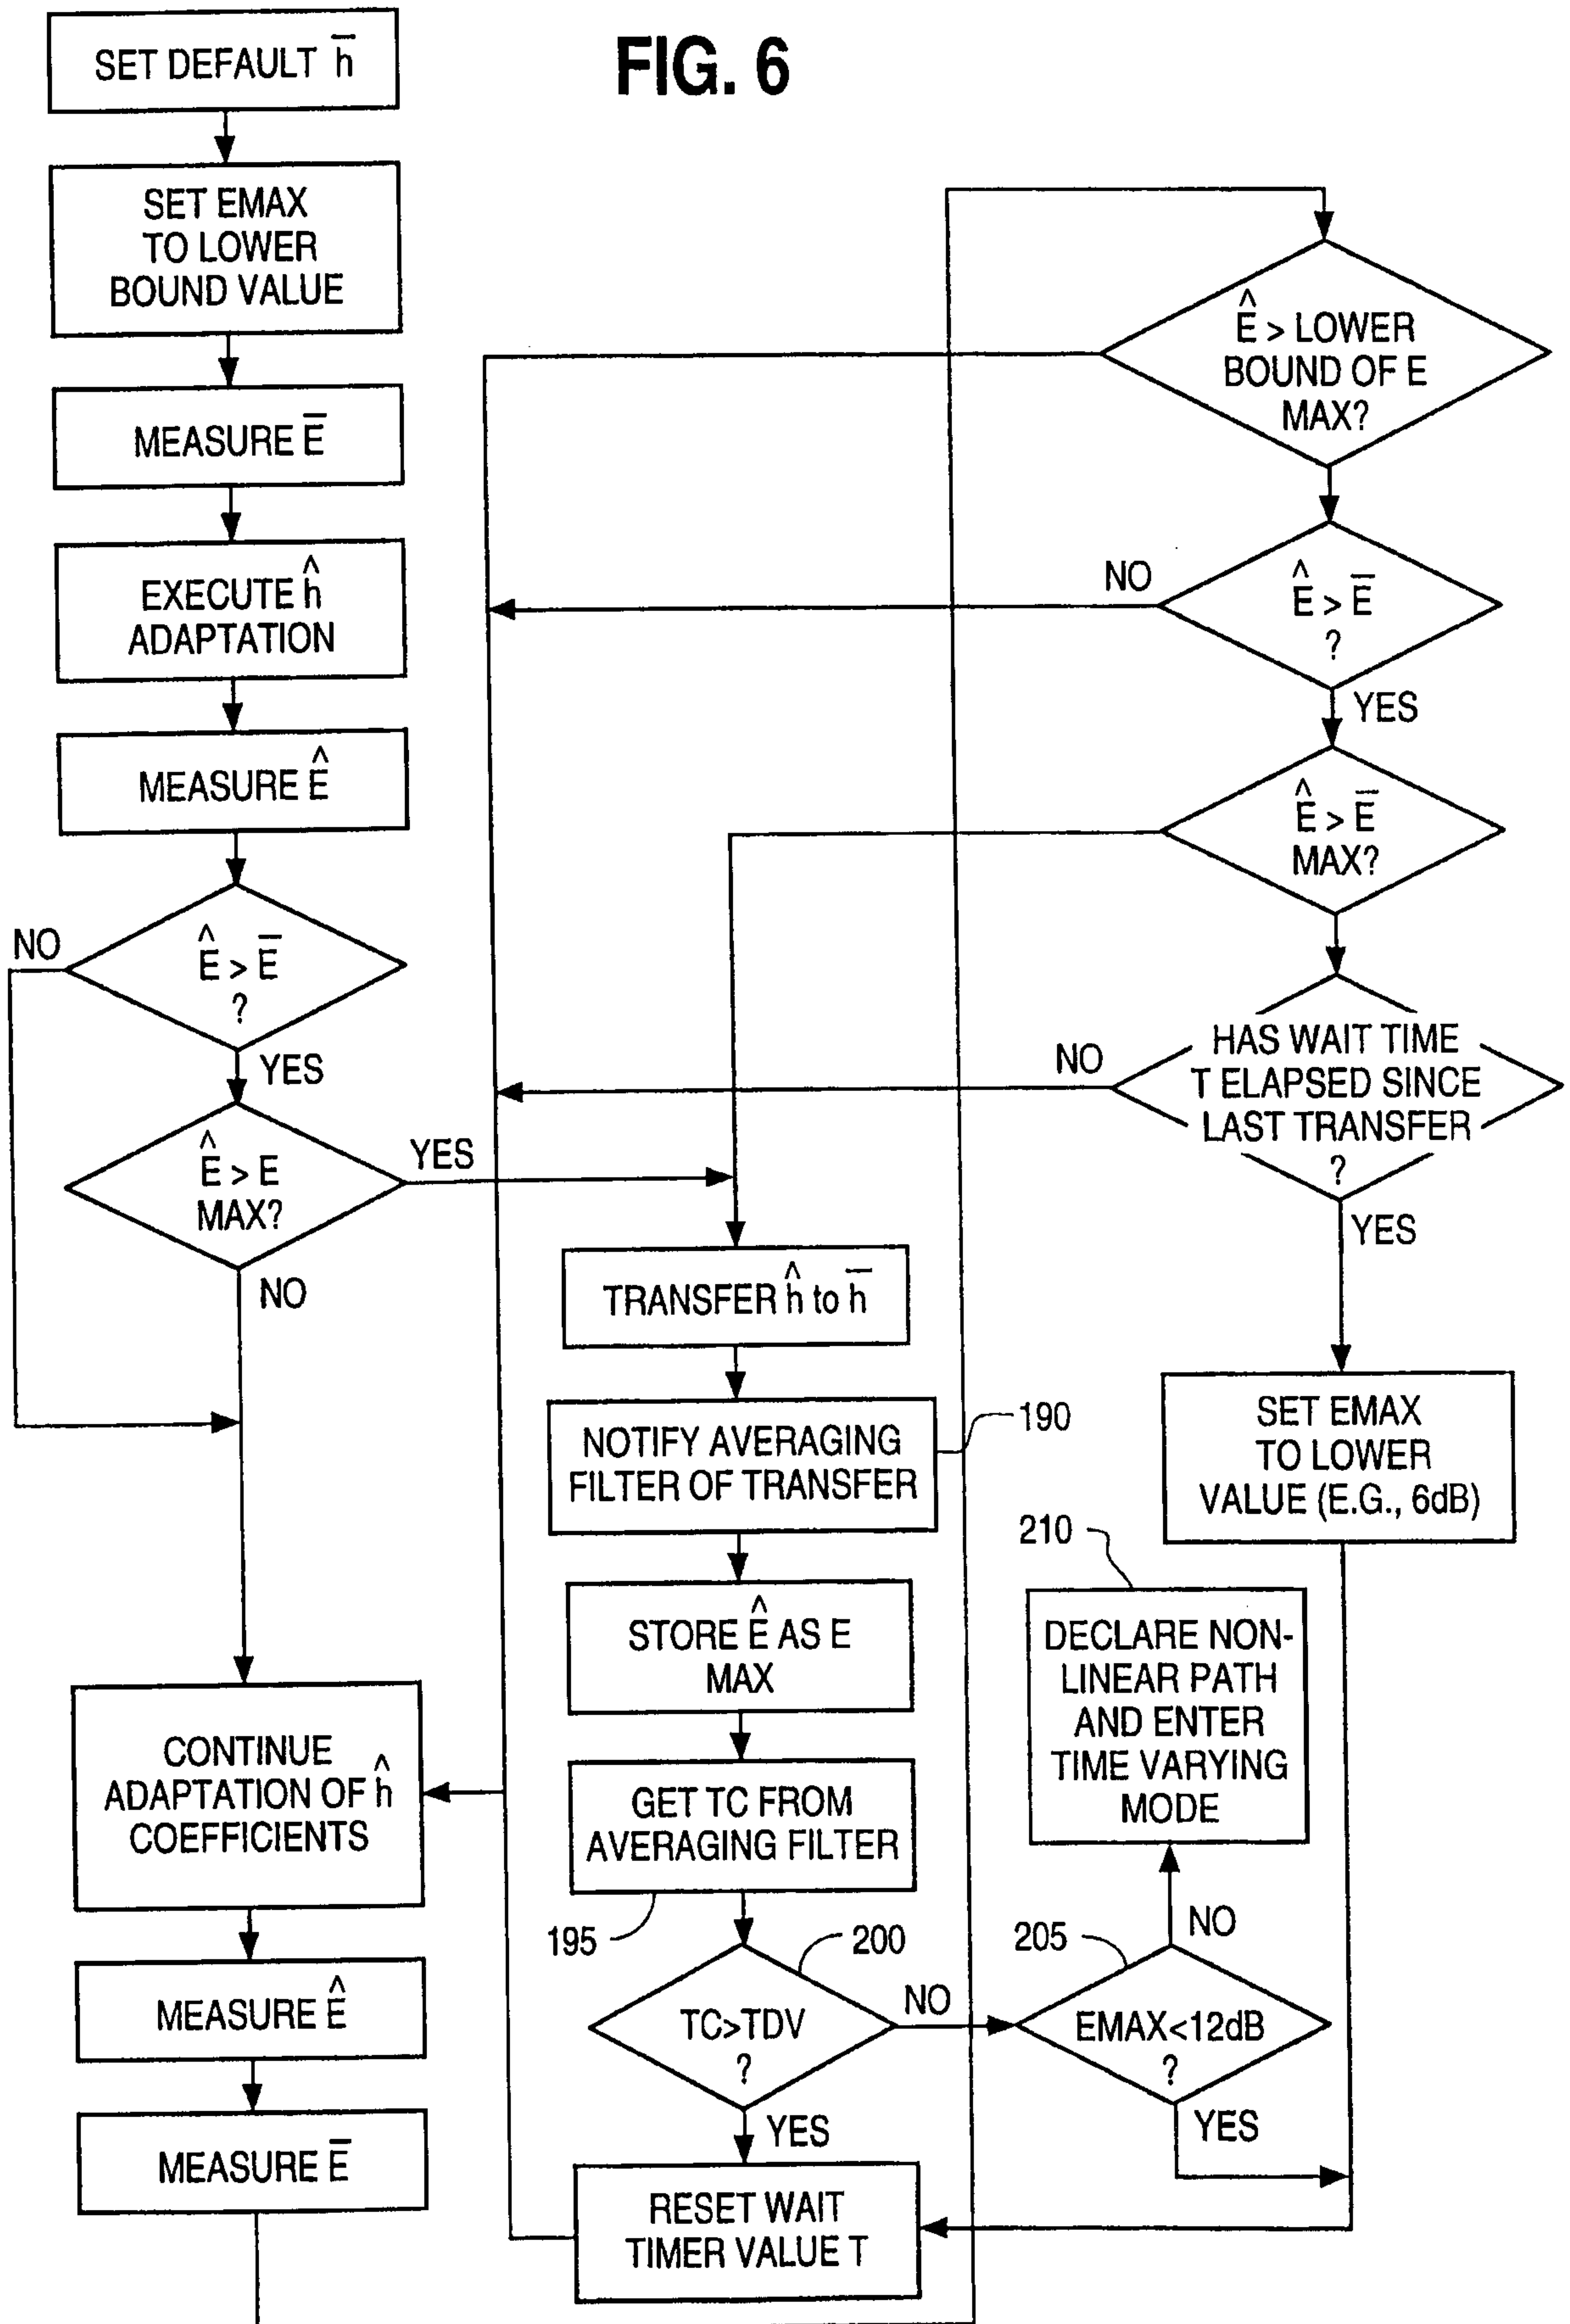 FIG. 6
SET DEFAULT h̅
SET EMAX
TO LOWER
BOUND VALUE
MEASURE E̅
EXECUTE ĥ
ADAPTATION
MEASURE Ê
Ê > E̅
?
NO
YES
Ê > E
MAX?
YES
NO
CONTINUE
ADAPTATION OF ĥ
COEFFICIENTS
MEASURE Ê
MEASURE E̅
TRANSFER ĥ to h̅
NOTIFY AVERAGING
FILTER OF TRANSFER
190
STORE Ê AS E
MAX
GET TC FROM
AVERAGING FILTER
195
200
TC>TDV
?
NO
YES
RESET WAIT
TIMER VALUE T
205
EMAX<12dB
?
NO
YES
210
DECLARE NON-
LINEAR PATH
AND ENTER
TIME VARYING
MODE
Ê > LOWER
BOUND OF E
MAX?
NO
Ê > E̅
?
YES
Ê > E̅
MAX?
NO
HAS WAIT TIME
T ELAPSED SINCE
LAST TRANSFER
?
YES
SET EMAX
TO LOWER
VALUE (E.G., 6dB)